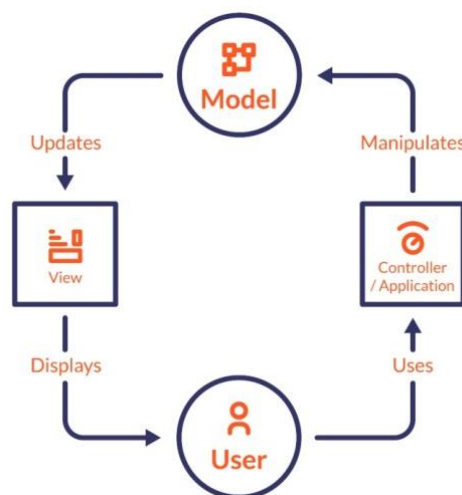 Model
Updates
Manipulates
View
Controller
/ Application
Displays
Uses
User